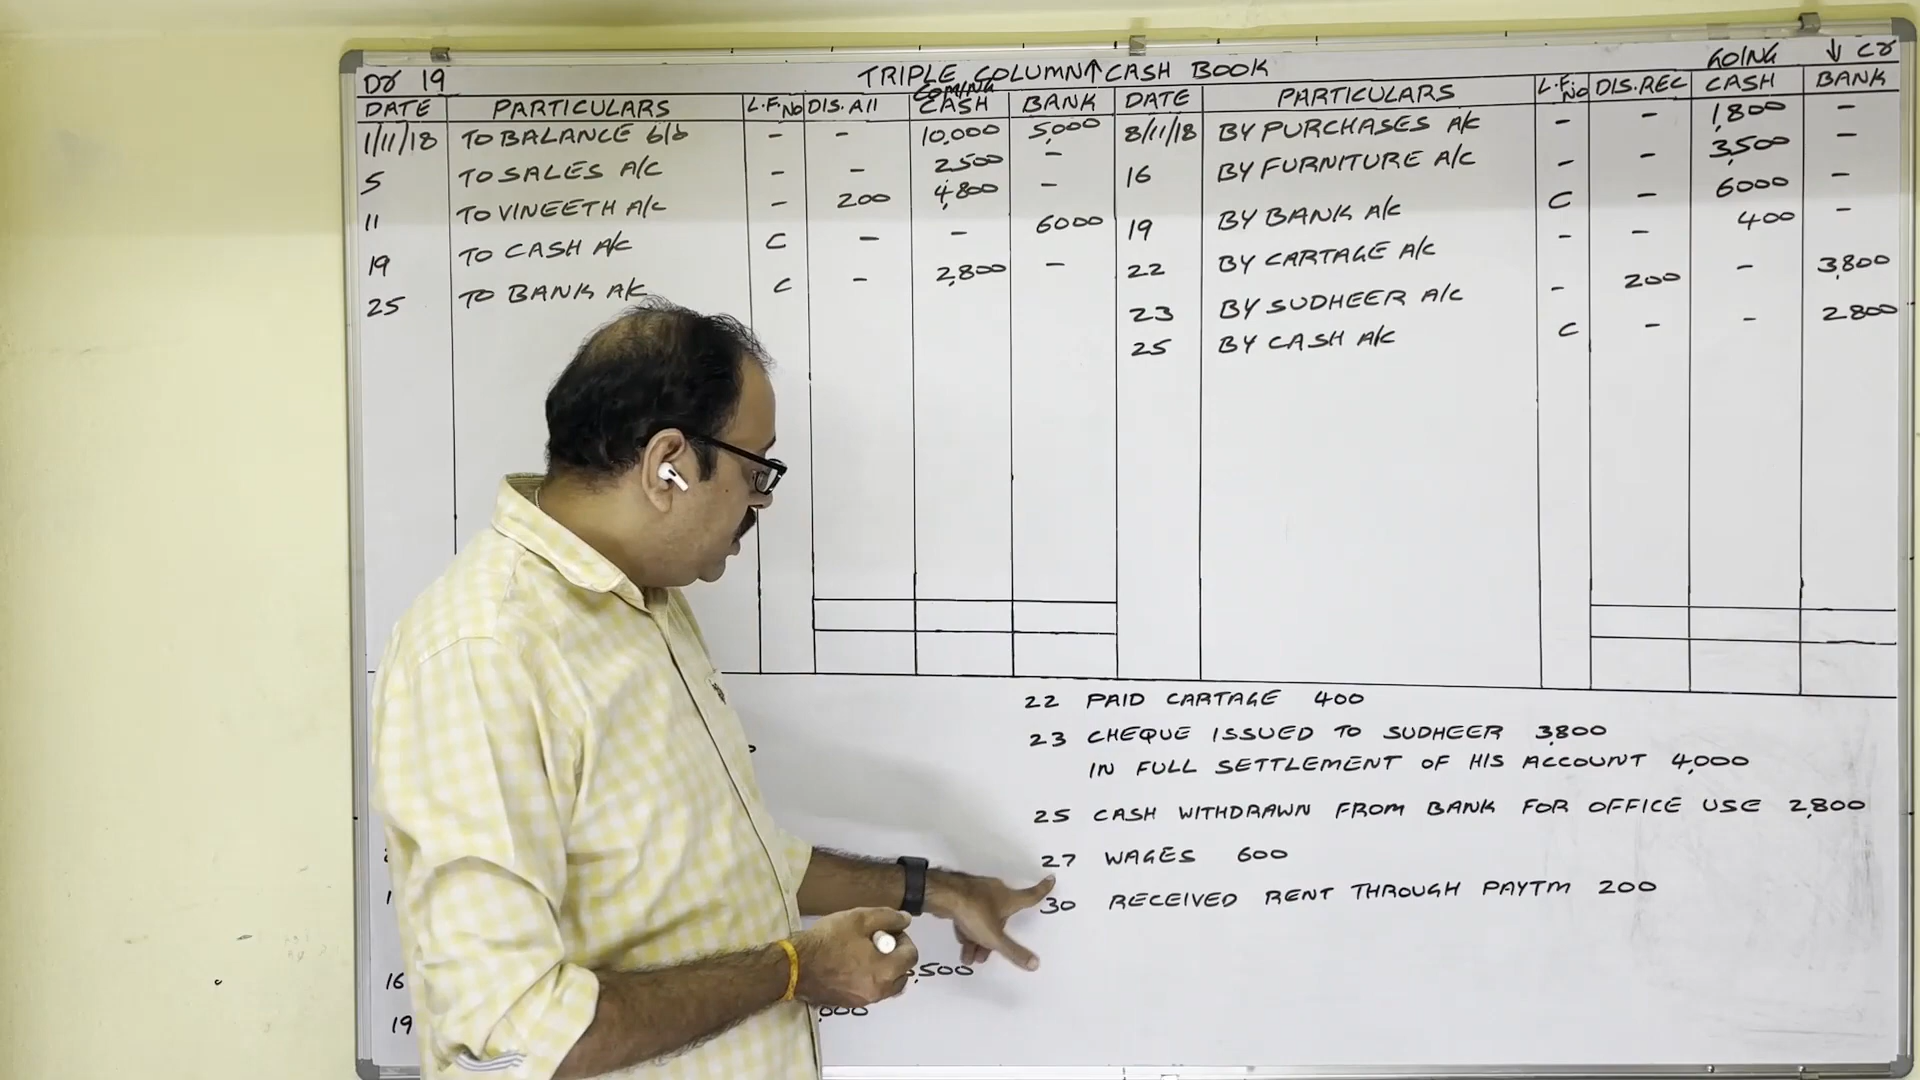 Dr 19 TRIPLE COLUMN↑ CASH BOOK GOING ↓ Cr
COMING
DATE PARTICULARS L.F.No DIS.All CASH BANK DATE PARTICULARS L.F.No DIS.REC CASH BANK
1/11/18 TO BALANCE b/b - - 10,000 5,000 8/11/18 BY PURCHASES A/c - - 1,800 -
5 TO SALES A/c - - 2,500 - 16 BY FURNITURE A/c - - 3,500 -
11 TO VINEETH A/c - 200 4,800 - 19 BY BANK A/c C - 6000 -
19 TO CASH A/c C - - 6000 22 BY CARTAGE A/c - - 400 -
25 TO BANK A/c C - 2,800 - 23 BY SUDHEER A/c - 200 - 3,800
25 BY CASH A/c C - - 2800
22 PAID CARTAGE 400
23 CHEQUE ISSUED TO SUDHEER 3,800
IN FULL SETTLEMENT OF HIS ACCOUNT 4,000
25 CASH WITHDRAWN FROM BANK FOR OFFICE USE 2,800
27 WAGES 600
30 RECEIVED RENT THROUGH PAYTM 200
16 ,500
19 ,000